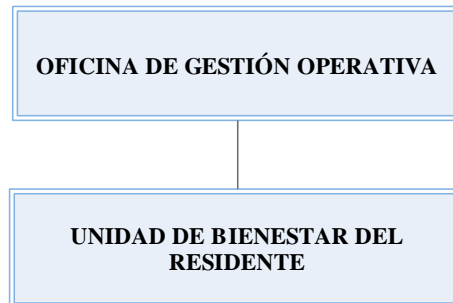 OFICINA DE GESTIÓN OPERATIVA
UNIDAD DE BIENESTAR DEL
RESIDENTE